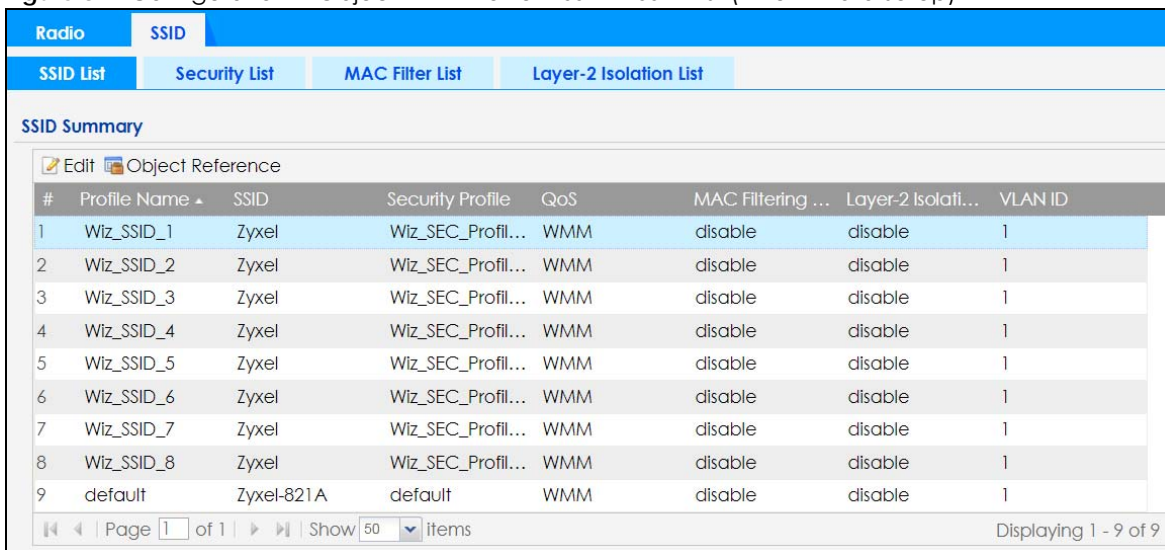 Radio SSID
SSID List Security List MAC Filter List Layer-2 Isolation List
SSID Summary
Edit Object Reference
# Profile Name SSID Security Profile QoS MAC Filtering ... Layer-2 Isolati... VLAN ID
1 Wiz_SSID_1 Zyxel Wiz_SEC_Profil... WMM disable disable 1
2 Wiz_SSID_2 Zyxel Wiz_SEC_Profil... WMM disable disable 1
3 Wiz_SSID_3 Zyxel Wiz_SEC_Profil... WMM disable disable 1
4 Wiz_SSID_4 Zyxel Wiz_SEC_Profil... WMM disable disable 1
5 Wiz_SSID_5 Zyxel Wiz_SEC_Profil... WMM disable disable 1
6 Wiz_SSID_6 Zyxel Wiz_SEC_Profil... WMM disable disable 1
7 Wiz_SSID_7 Zyxel Wiz_SEC_Profil... WMM disable disable 1
8 Wiz_SSID_8 Zyxel Wiz_SEC_Profil... WMM disable disable 1
9 default Zyxel-821A default WMM disable disable 1
Page 1 of 1 Show 50 items Displaying 1 - 9 of 9